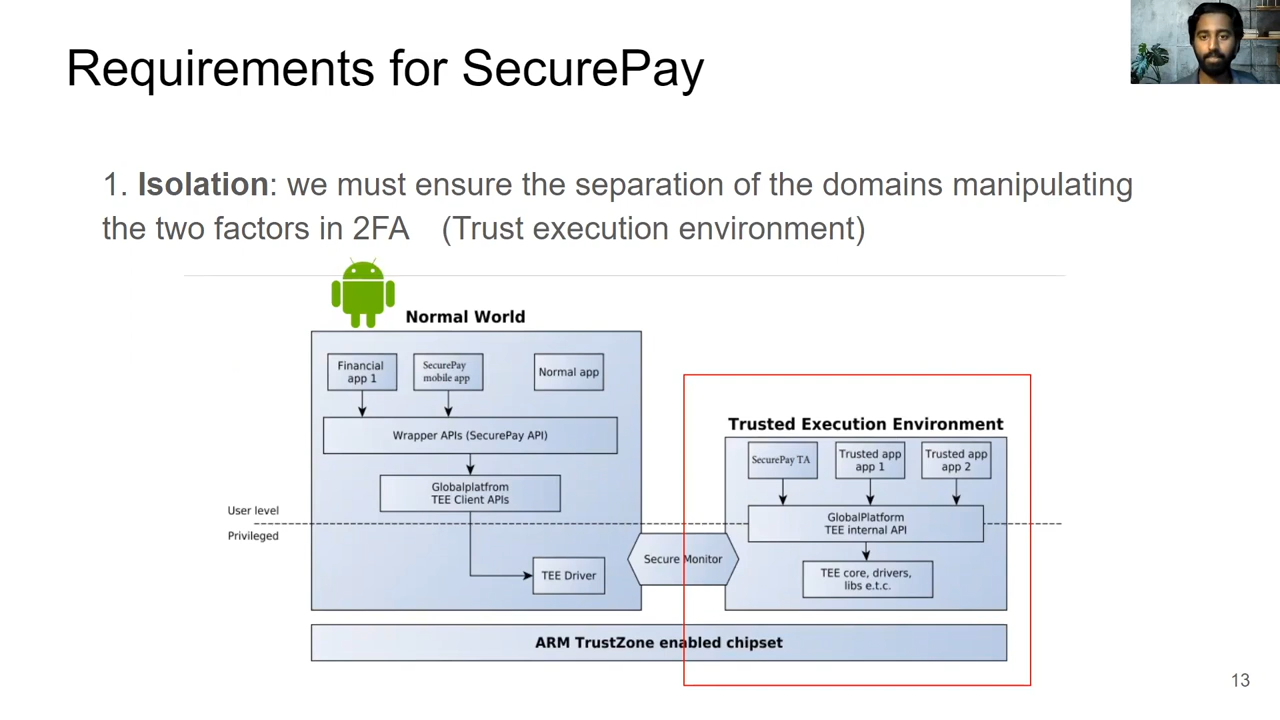 Requirements for SecurePay
1. Isolation: we must ensure the separation of the domains manipulating
the two factors in 2FA (Trust execution environment)
Normal World
Financial
app 1
SecurePay
mobile app
Normal app
Wrapper APIs (SecurePay API)
Globalplatfrom
TEE Client APIs
User level
Privileged
TEE Driver
Secure Monitor
Trusted Execution Environment
SecurePay TA
Trusted app
app 1
Trusted app
app 2
GlobalPlatform
TEE internal API
TEE core, drivers,
libs e.t.c.
ARM TrustZone enabled chipset
13